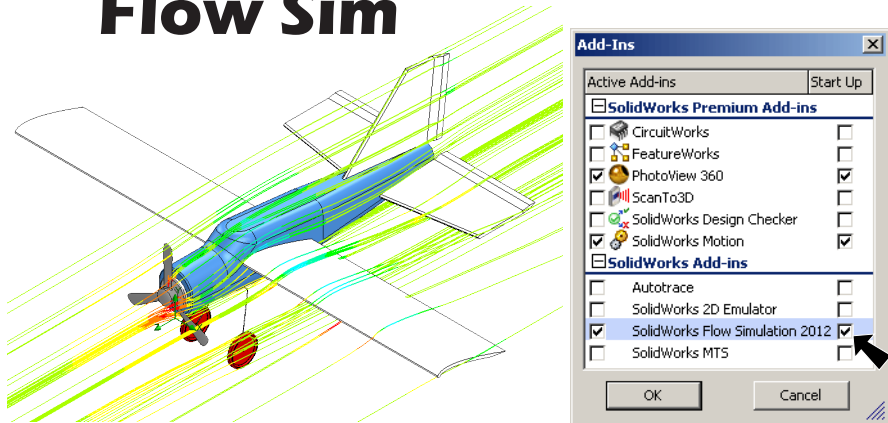 Flow Sim
Add-Ins
Active Add-ins Start Up
SolidWorks Premium Add-ins
CircuitWorks
FeatureWorks
PhotoView 360
ScanTo3D
SolidWorks Design Checker
SolidWorks Motion
SolidWorks Add-ins
Autotrace
SolidWorks 2D Emulator
SolidWorks Flow Simulation 2012
SolidWorks MTS
OK Cancel